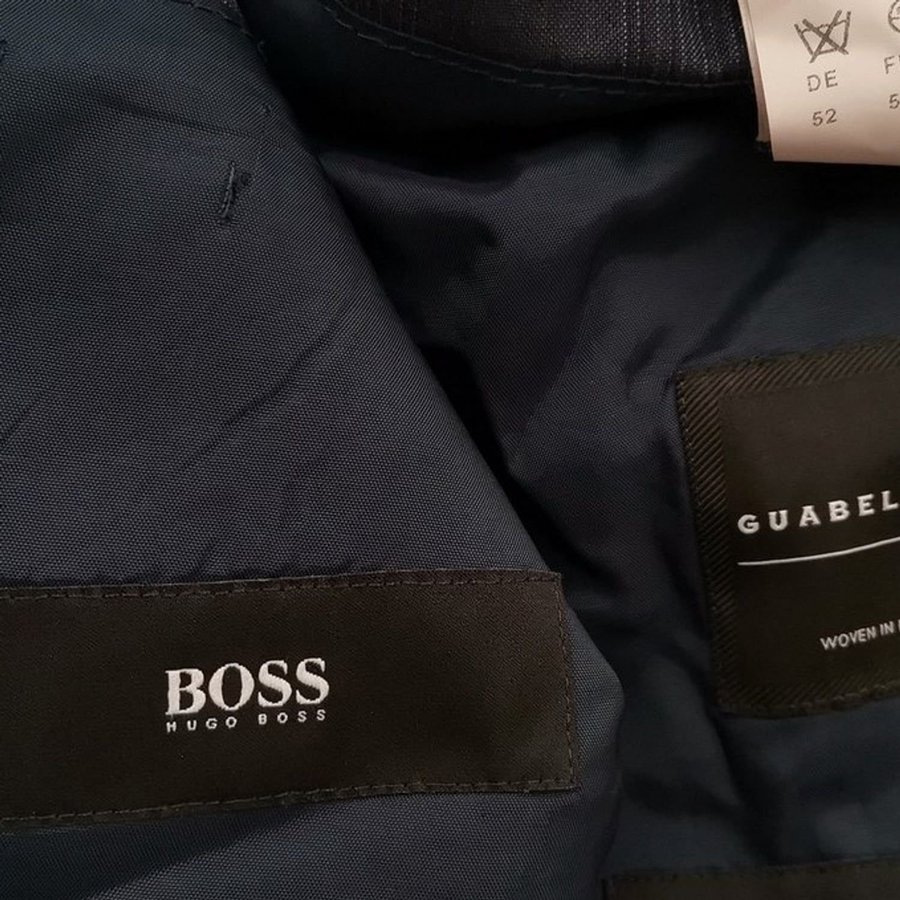 DE
52
BOSS
HUGO BOSS
GUABEL
WOVEN IN